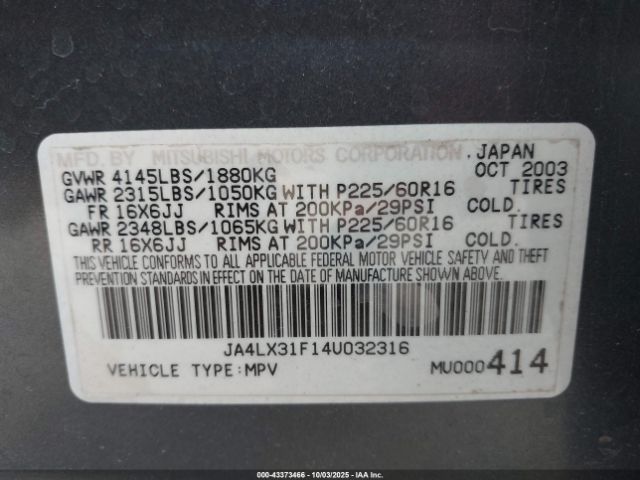 MFD. BY MITSUBISHI MOTORS CORPORATION, JAPAN
GVWR 4145LBS/1880KG OCT 2003
GAWR 2315LBS/1050KG WITH P225/60R16 TIRES
FR 16X6JJ RIMS AT 200KPa/29PSI COLD.
GAWR 2348LBS/1065KG WITH P225/60R16 TIRES
RR 16X6JJ RIMS AT 200KPa/29PSI COLD.
THIS VEHICLE CONFORMS TO ALL APPLICABLE FEDERAL MOTOR VEHICLE SAFETY AND THEFT
PREVENTION STANDARDS IN EFFECT ON THE DATE OF MANUFACTURE SHOWN ABOVE.
JA4LX31F14U032316
VEHICLE TYPE:MPV MU000414
000-43373466 - 10/03/2025 - IAAI.COM